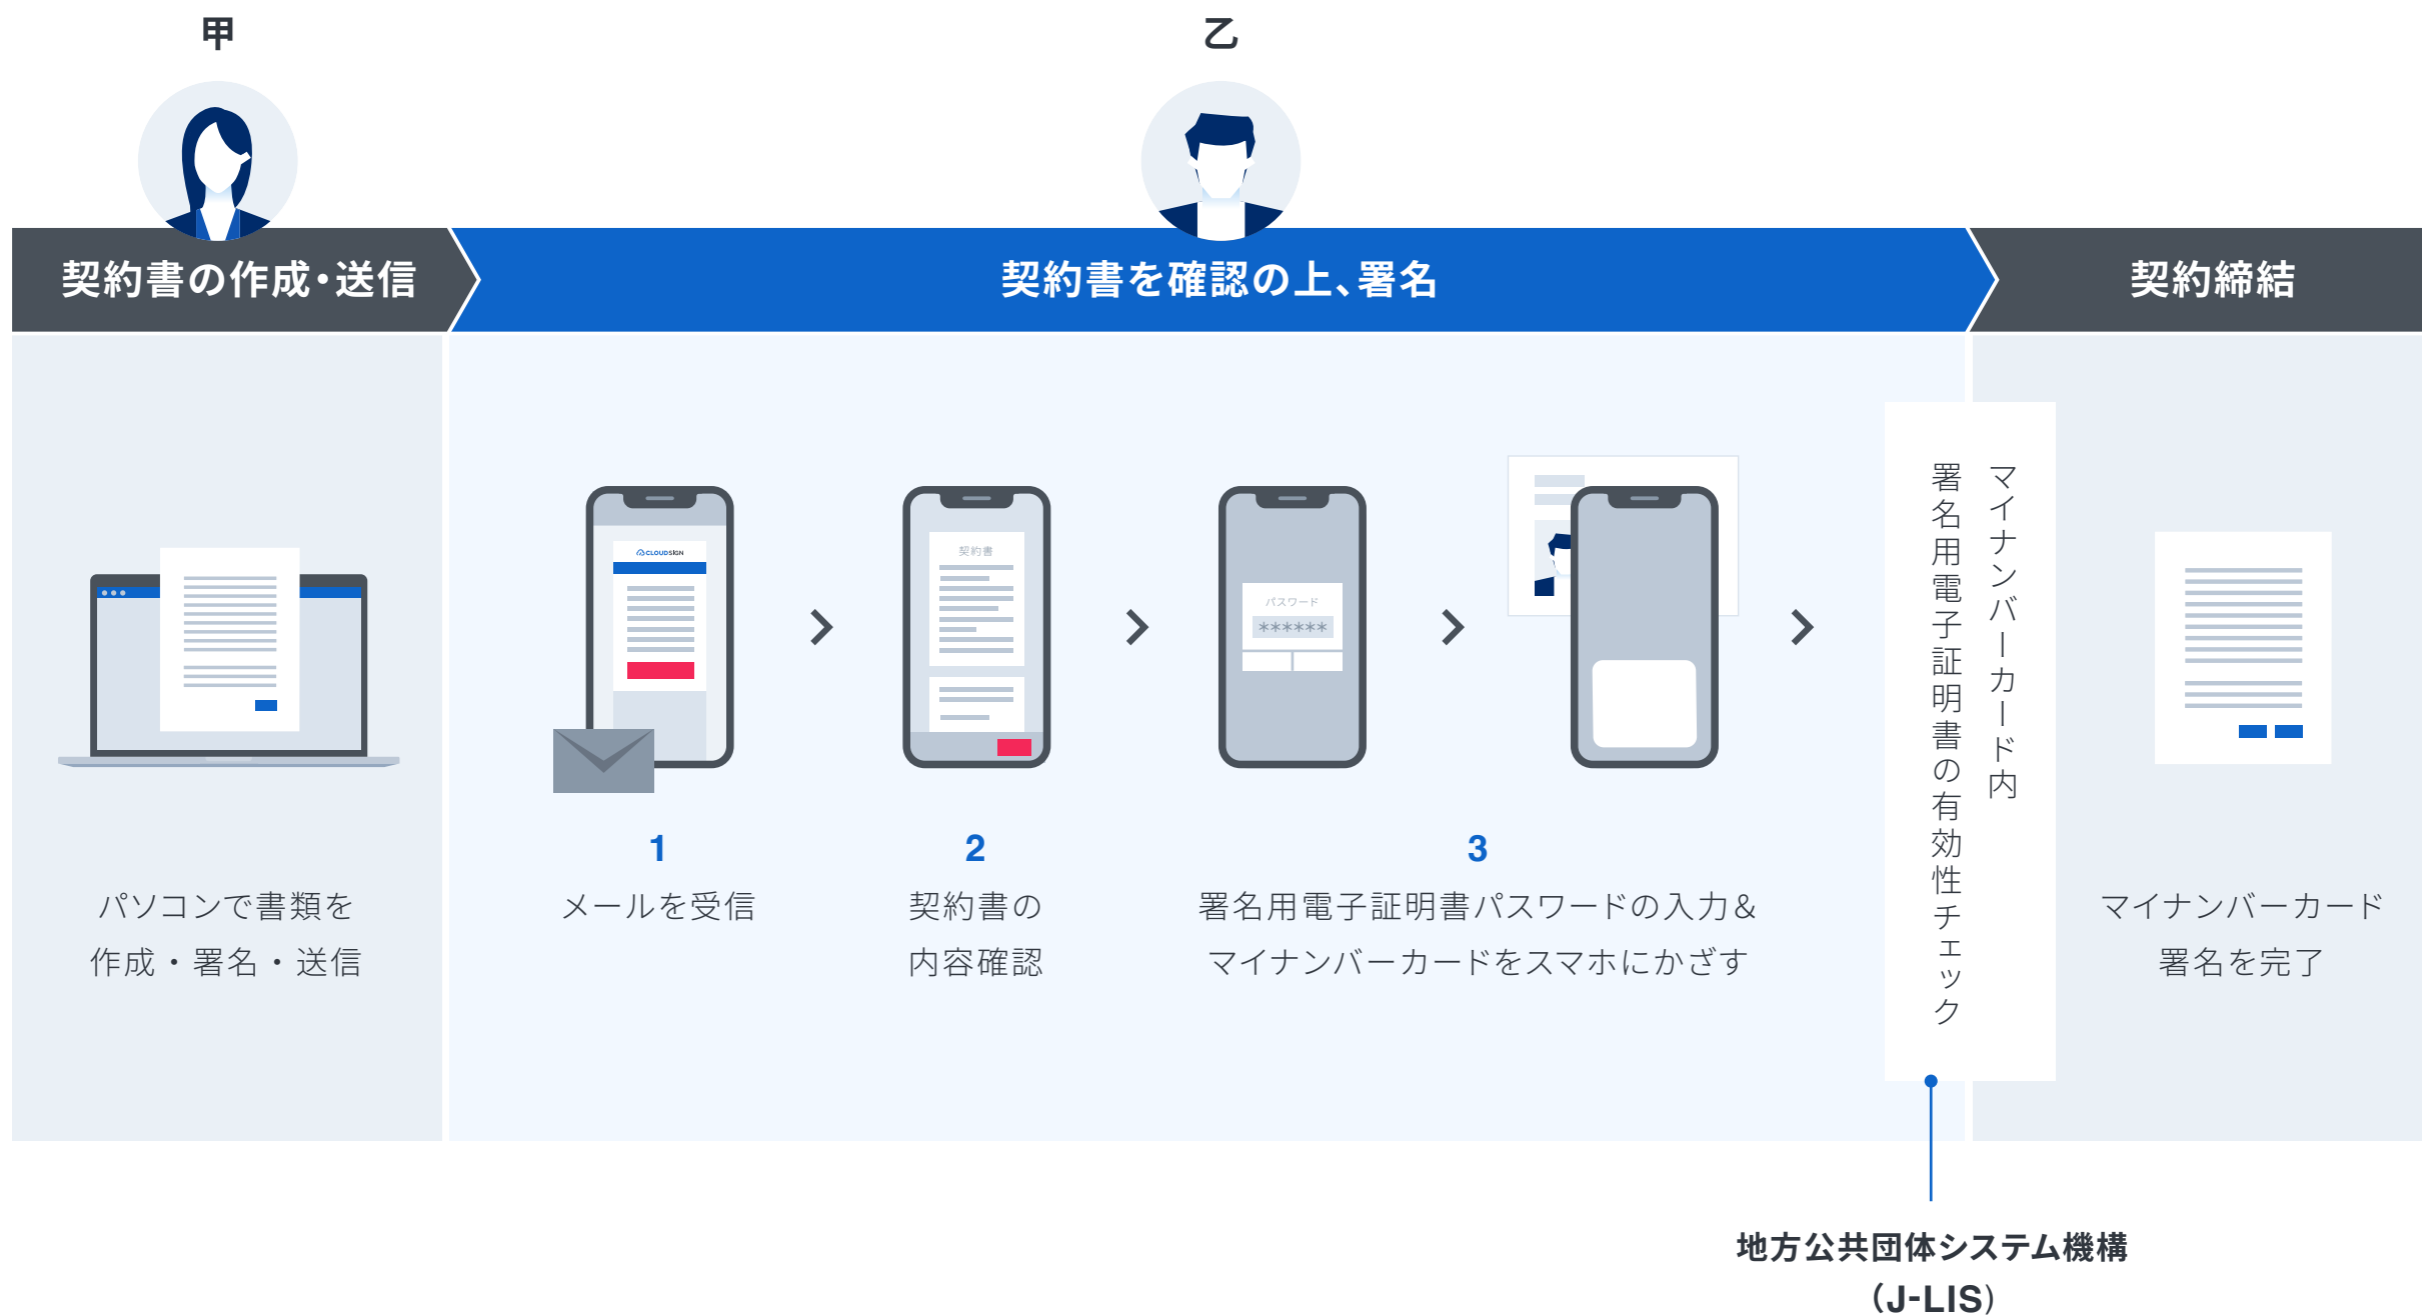 甲
乙
契約書の作成・送信
契約書を確認の上、署名
契約締結
CLOUDSIGN
契約書
パスワード
******
マイナンバーカード内
署名用電子証明書の有効性チェック
パソコンで書類を
作成・署名・送信
1
メールを受信
2
契約書の
内容確認
3
署名用電子証明書パスワードの入力&
マイナンバーカードをスマホにかざす
マイナンバーカード
署名を完了
地方公共団体システム機構
(J-LIS)